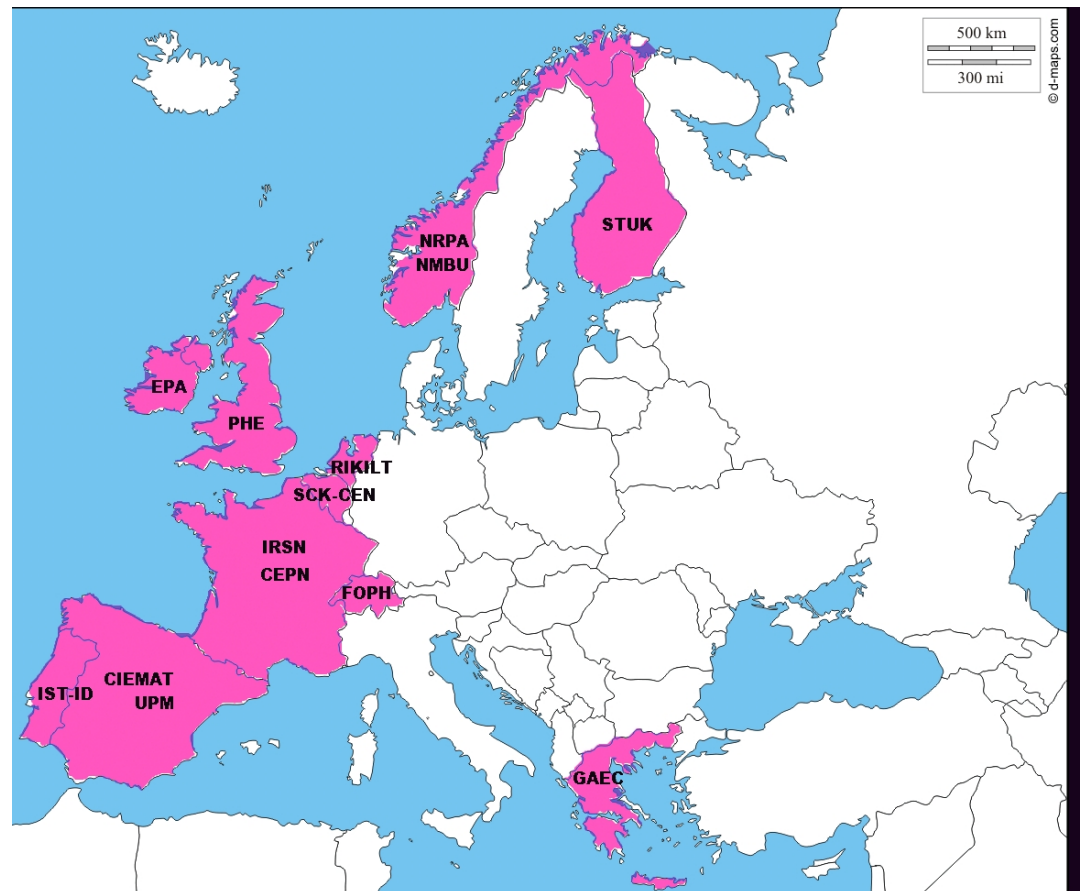 500 km
300 mi
© d-maps.com
STUK
NRPA
NMBU
EPA
PHE
RIKILT
SCK-CEN
IRSN
CEPN
FOPH
CIEMAT
IST-ID
UPM
GAEC